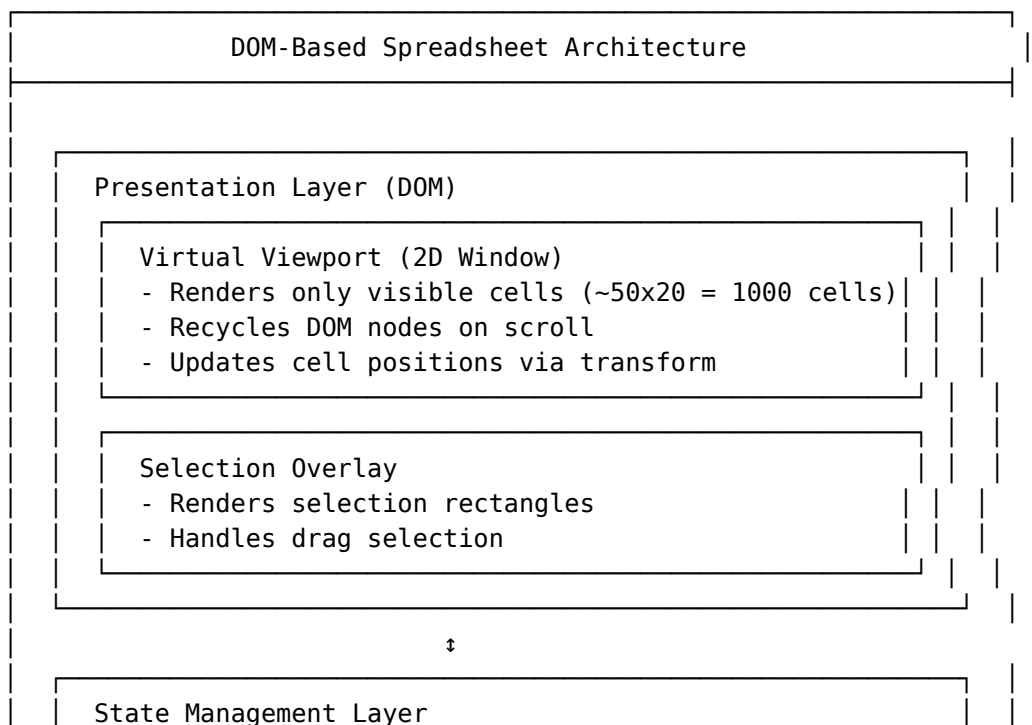 DOM-Based Spreadsheet Architecture
Presentation Layer (DOM)
Virtual Viewport (2D Window)
- Renders only visible cells (~50x20 = 1000 cells)
- Recycles DOM nodes on scroll
- Updates cell positions via transform
Selection Overlay
- Renders selection rectangles
- Handles drag selection
↕
State Management Layer